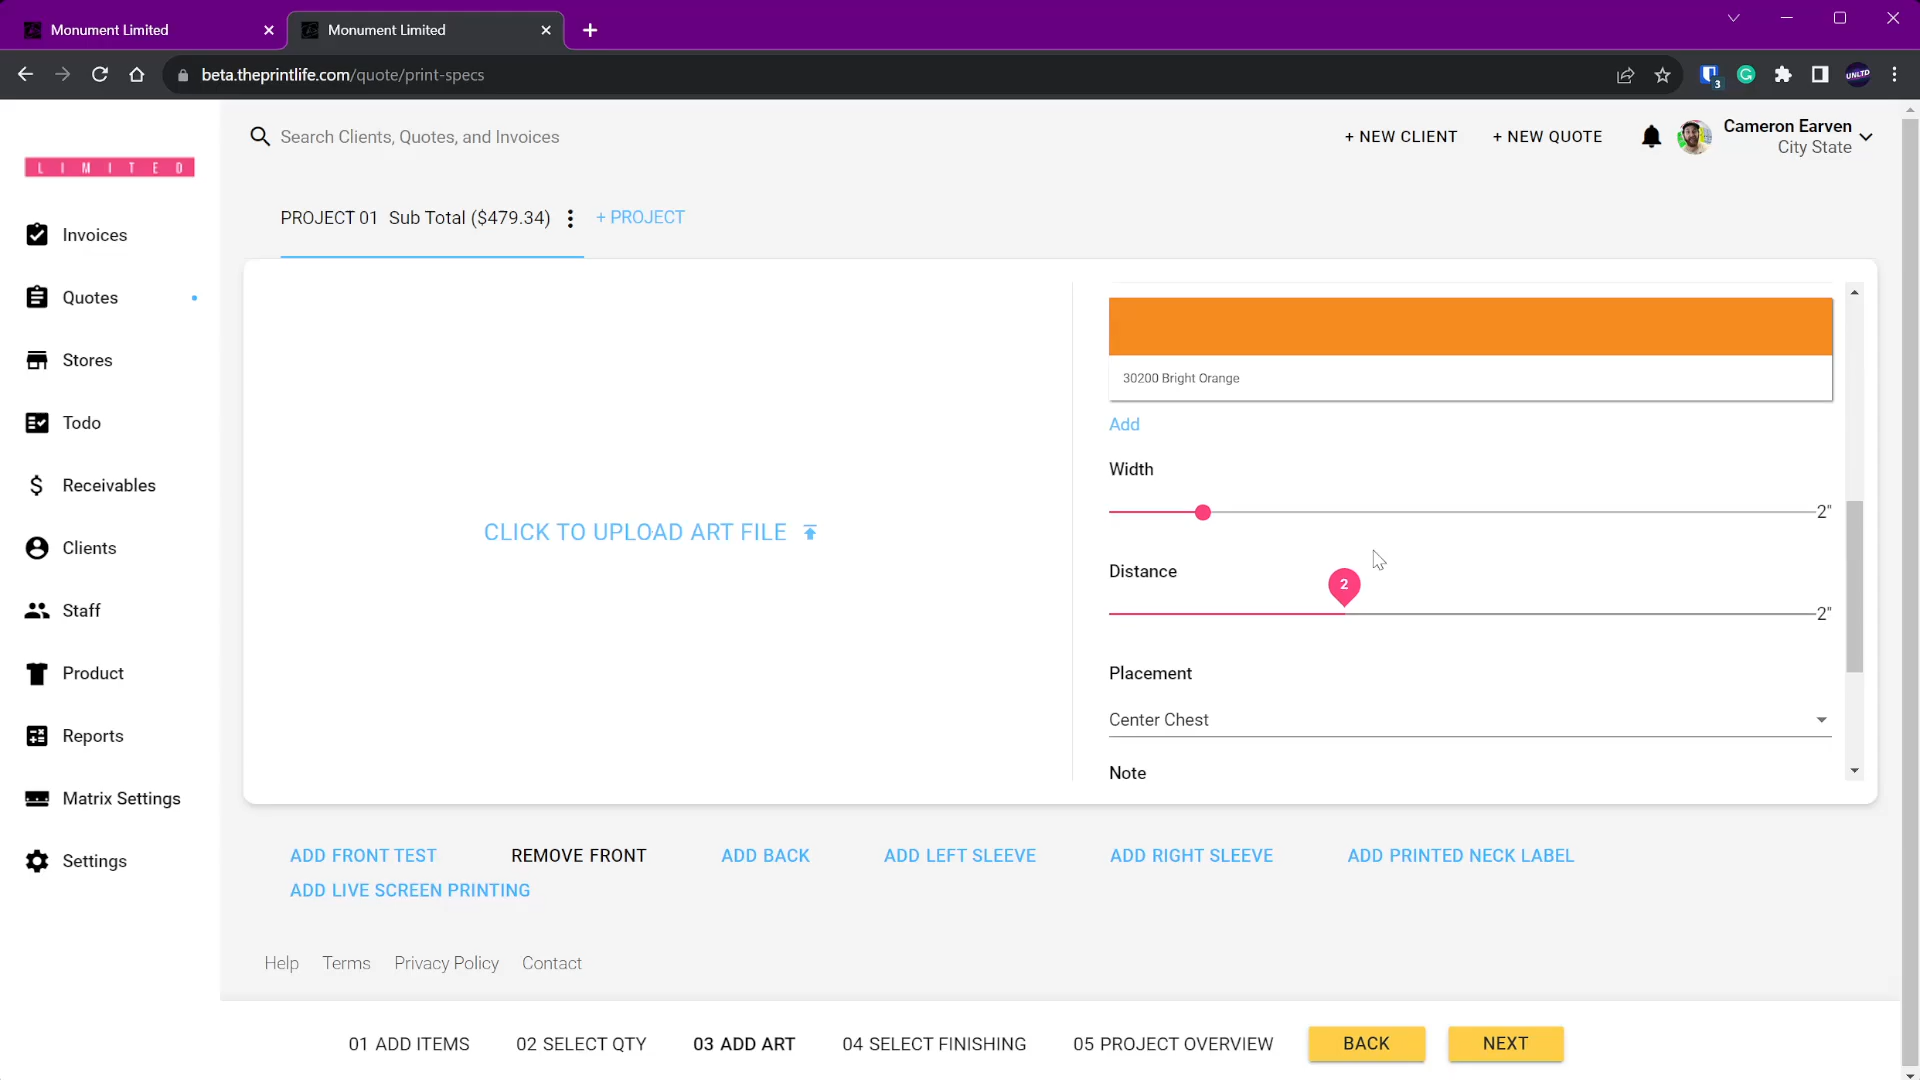 Monument Limited
Monument Limited
beta.theprintlife.com/quote/print-specs
3
UNLTD
LIMITED
Search Clients, Quotes, and Invoices
+ NEW CLIENT
+ NEW QUOTE
Cameron Earven
City State
Invoices
Quotes
Stores
Todo
Receivables
Clients
Staff
Product
Reports
Matrix Settings
Settings
PROJECT 01 Sub Total ($479.34)
+ PROJECT
CLICK TO UPLOAD ART FILE
30200 Bright Orange
Add
Width
2"
Distance
2
2"
Placement
Center Chest
Note
ADD FRONT TEST
REMOVE FRONT
ADD BACK
ADD LEFT SLEEVE
ADD RIGHT SLEEVE
ADD PRINTED NECK LABEL
ADD LIVE SCREEN PRINTING
Help
Terms
Privacy Policy
Contact
01 ADD ITEMS
02 SELECT QTY
03 ADD ART
04 SELECT FINISHING
05 PROJECT OVERVIEW
BACK
NEXT